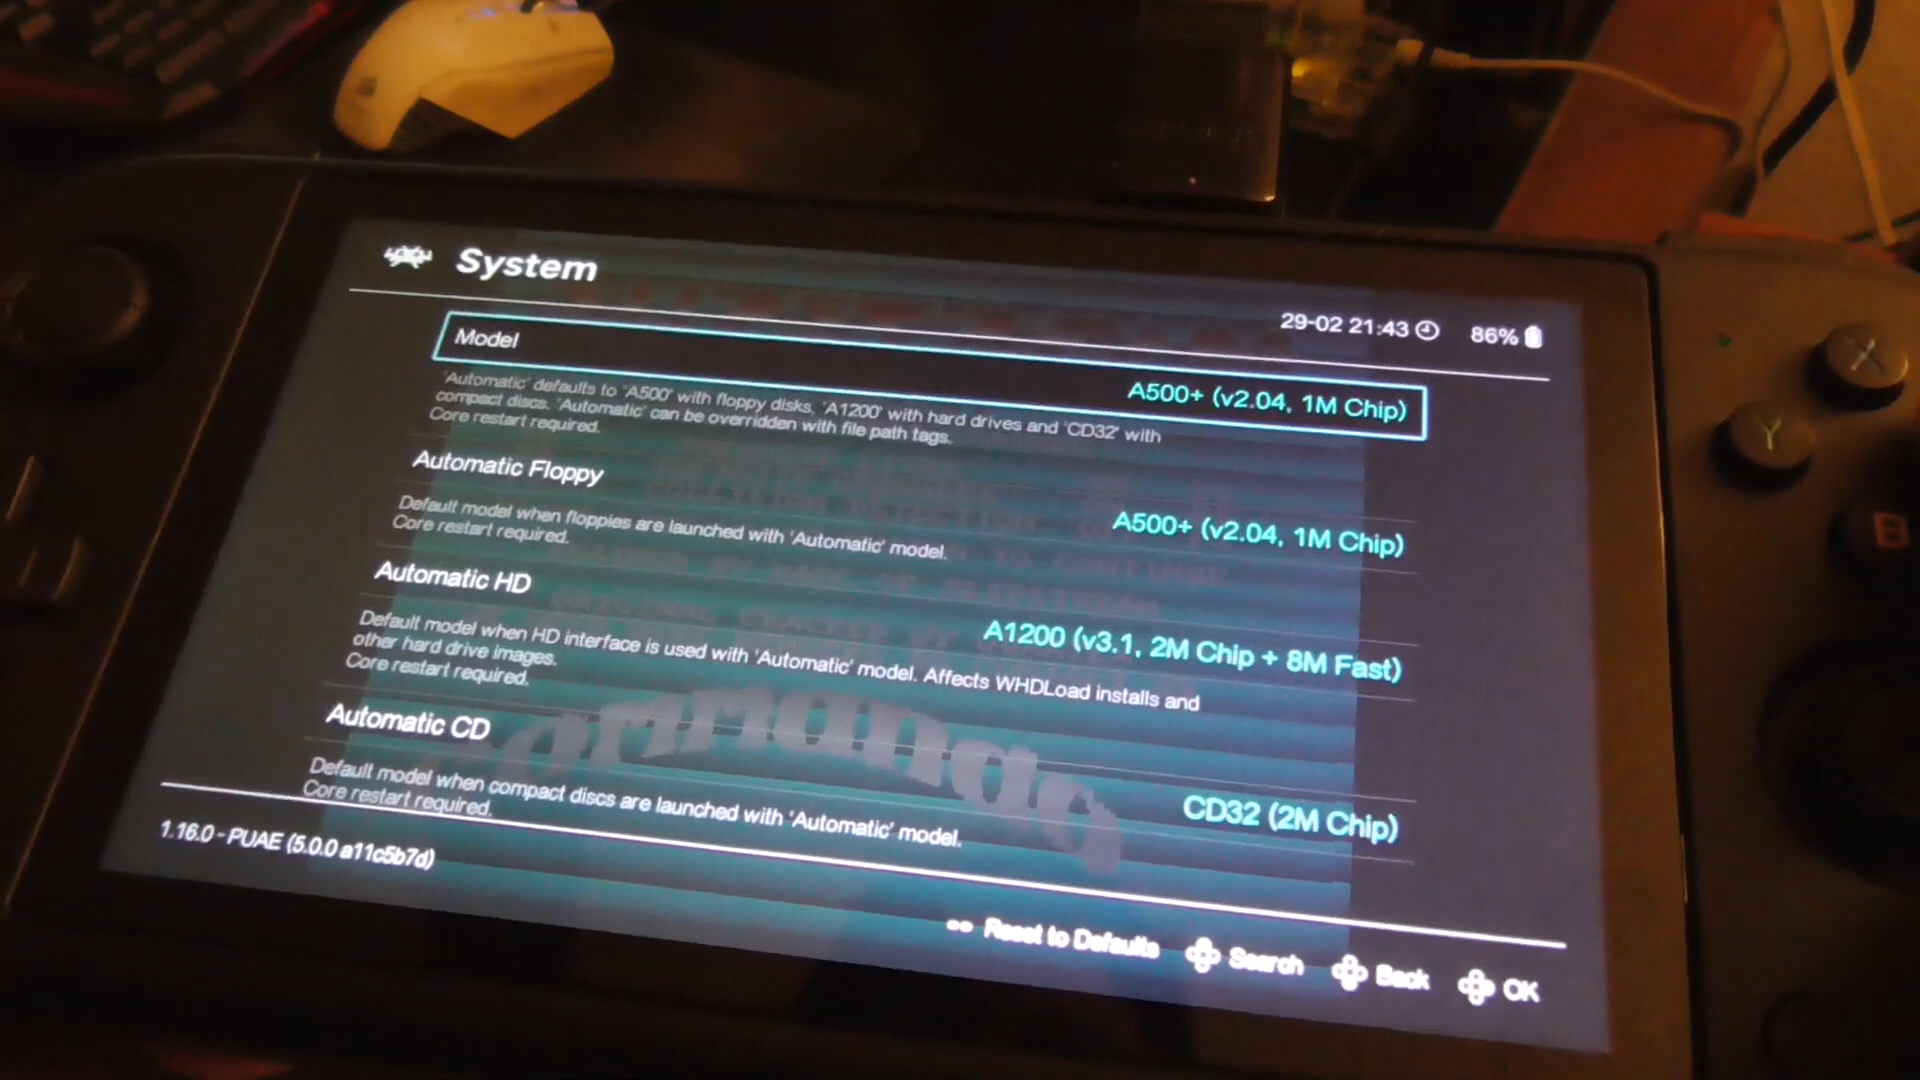 System
29-02 21:43 86%
Model
A500+ (v2.04, 1M Chip)
'Automatic' defaults to 'A500' with floppy disks, 'A1200' with hard drives and 'CD32' with
compact discs. 'Automatic' can be overridden with file path tags.
Core restart required.
Automatic Floppy
A500+ (v2.04, 1M Chip)
Default model when floppies are launched with 'Automatic' model.
Core restart required.
Automatic HD
A1200 (v3.1, 2M Chip + 8M Fast)
Default model when HD interface is used with 'Automatic' model. Affects WHDLoad installs and
other hard drive images.
Core restart required.
Automatic CD
CD32 (2M Chip)
Default model when compact discs are launched with 'Automatic' model.
Core restart required.
1.16.0 - PUAE (5.0.0 a11c5b7d)
Reset to Defaults Search Back OK
X
Y
B